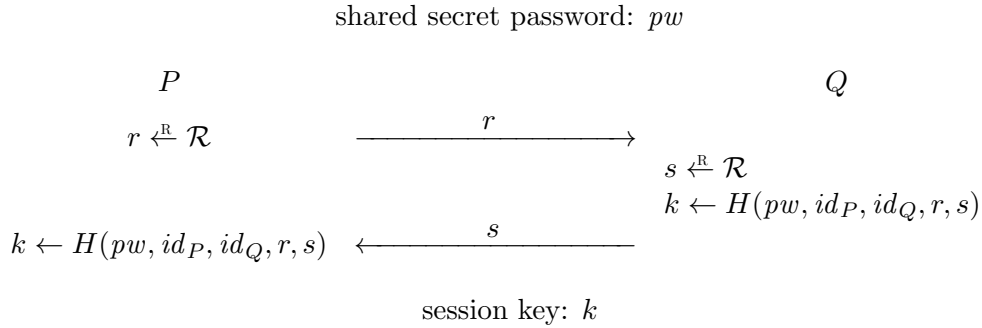 shared secret password: pw
P Q
r ←R ℛ r
s ←R ℛ
k ← H(pw, id_P, id_Q, r, s)
k ← H(pw, id_P, id_Q, r, s) s
session key: k